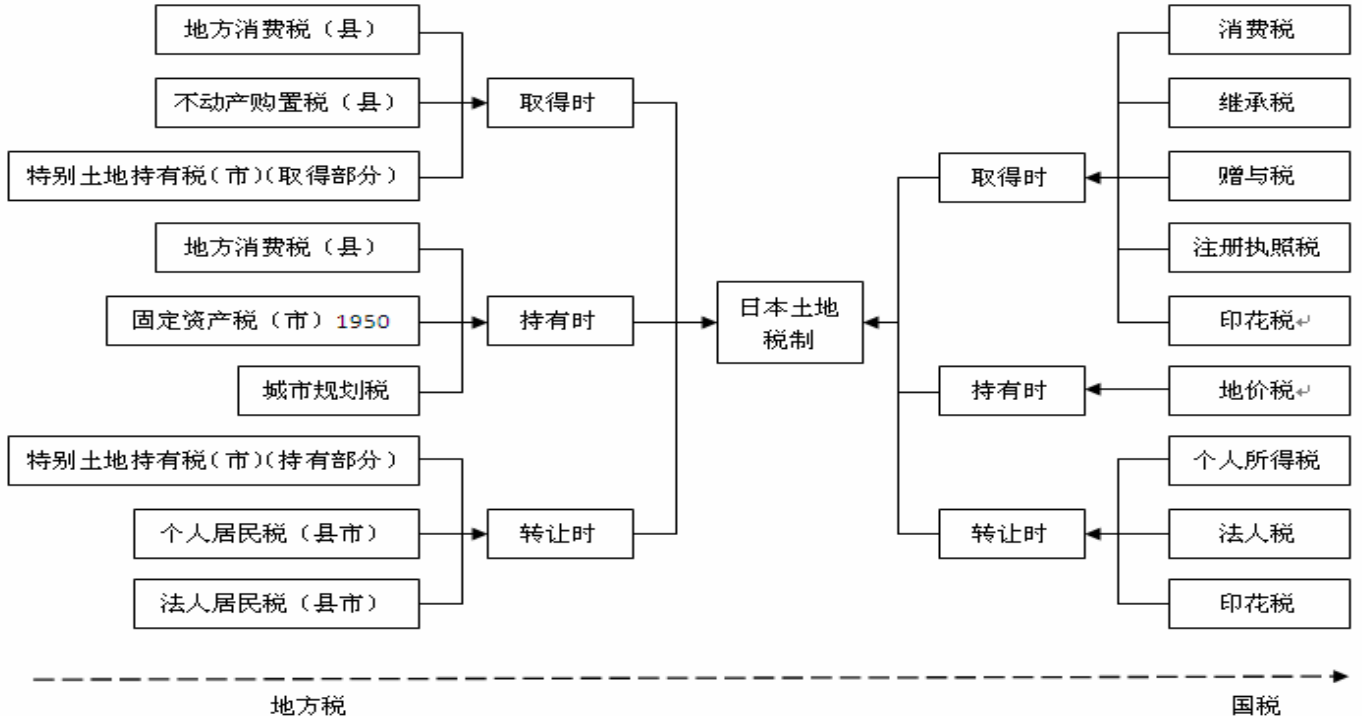 地方消费税（县）
不动产购置税（县）
特别土地持有税(市)(取得部分)
取得时
地方消费税（县）
固定资产税（市）1950
城市规划税
持有时
特别土地持有税(市)(持有部分)
个人居民税（县市）
法人居民税（县市）
转让时
日本土地
税制
取得时
消费税
继承税
赠与税
注册执照税
印花税↵
持有时
地价税↵
转让时
个人所得税
法人税
印花税
地方税
国税